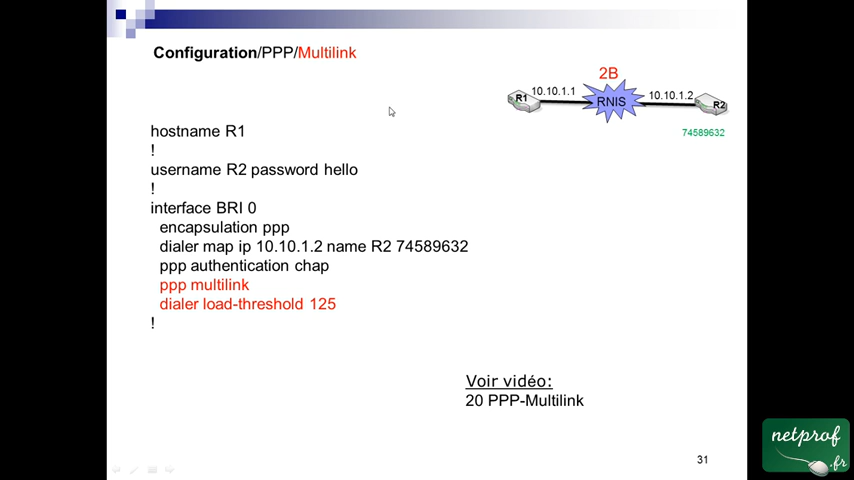 Configuration/PPP/Multilink
2B
R1
10.10.1.1
RNIS
10.10.1.2
R2
74589632
hostname R1
!
username R2 password hello
!
interface BRI 0
encapsulation ppp
dialer map ip 10.10.1.2 name R2 74589632
ppp authentication chap
ppp multilink
dialer load-threshold 125
!
Voir vidéo:
20 PPP-Multilink
31
netprof
.fr